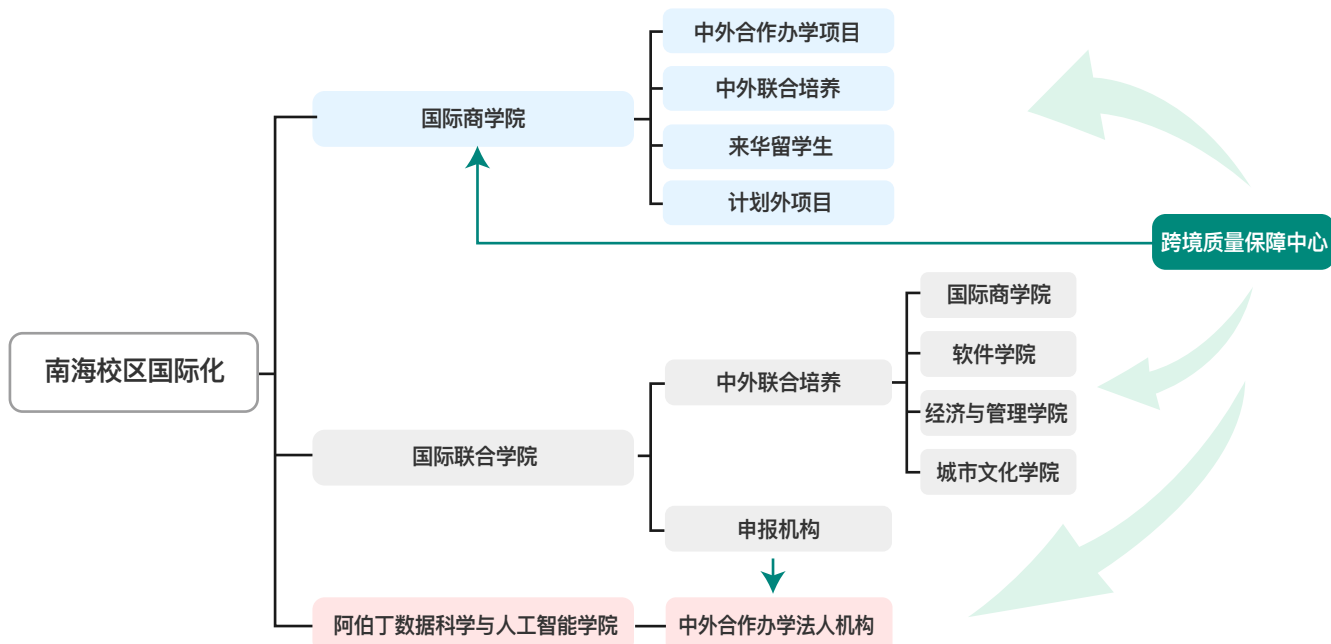 南海校区国际化
国际商学院
中外合作办学项目
中外联合培养
来华留学生
计划外项目
跨境质量保障中心
国际联合学院
中外联合培养
国际商学院
软件学院
经济与管理学院
城市文化学院
申报机构
阿伯丁数据科学与人工智能学院
中外合作办学法人机构